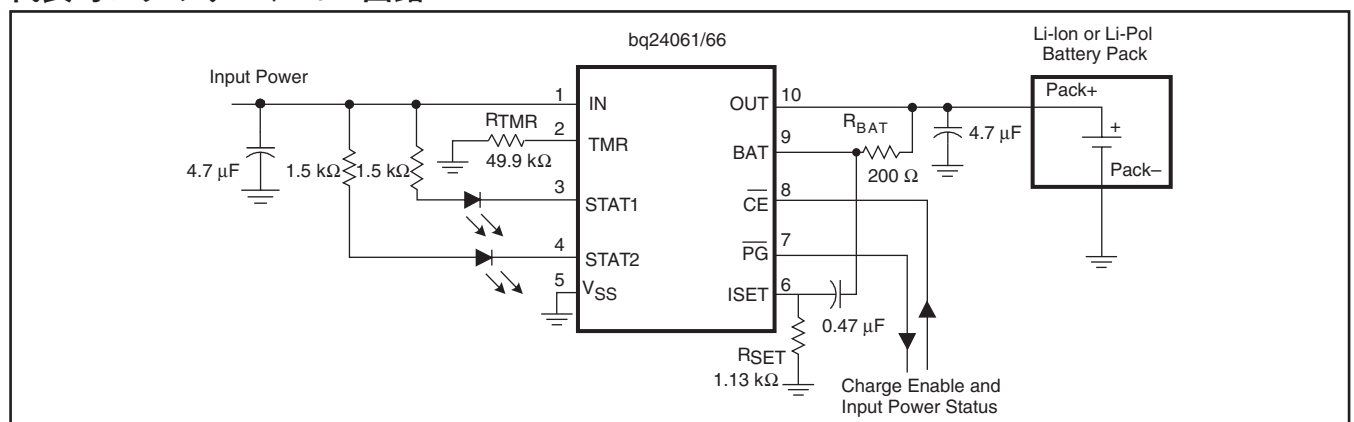 bq24061/66
Li-Ion or Li-Pol
Battery Pack
Input Power
Pack+
1 IN
OUT 10
RTMR
2 TMR
49.9 kΩ
RBAT
9
BAT
200 Ω
4.7 μF
+
Pack–
4.7 μF
1.5 kΩ
1.5 kΩ
3
STAT1
8
CE
4
STAT2
7
PG
5
VSS
6
ISET
0.47 μF
RSET
1.13 kΩ
Charge Enable and
Input Power Status